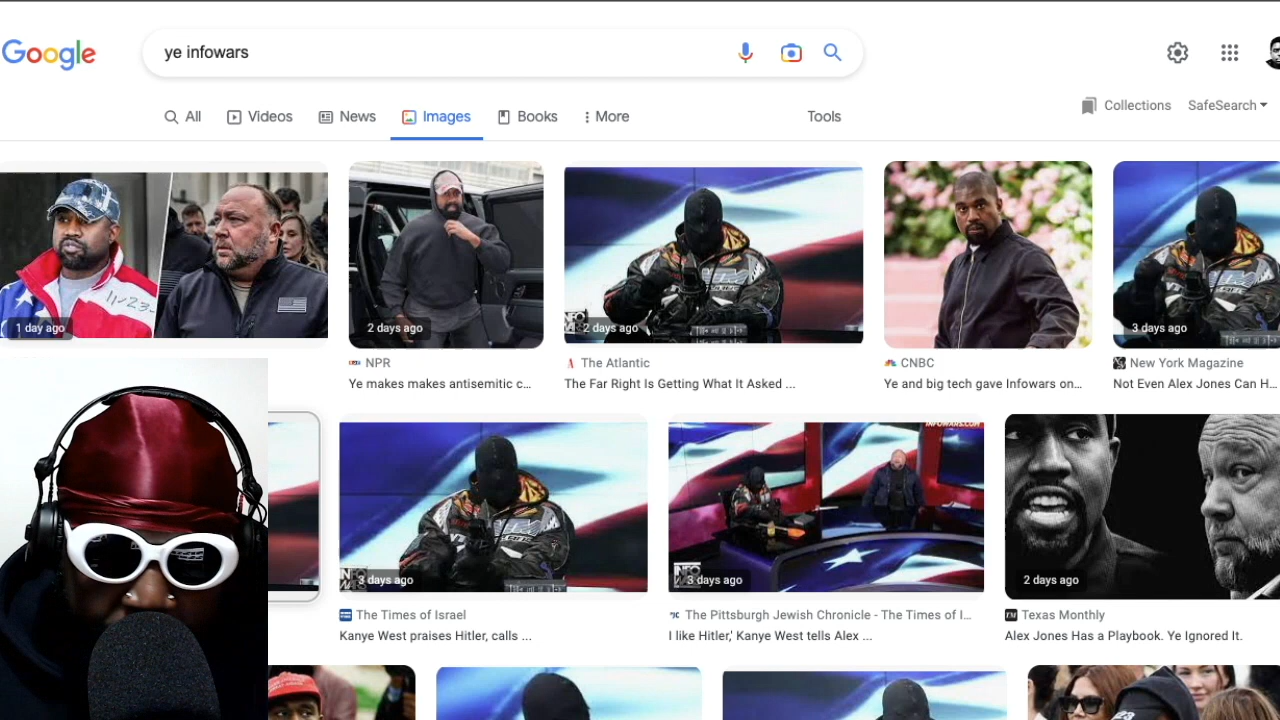 Google
ye infowars
All
Videos
News
Images
Books
More
Tools
Collections
SafeSearch
11/23
1 day ago
2 days ago
2 days ago
3 days ago
NPR
Ye makes makes antisemitic c...
The Atlantic
The Far Right Is Getting What It Asked ...
CNBC
Ye and big tech gave Infowars on...
New York Magazine
Not Even Alex Jones Can H...
INFOWARS.COM
3 days ago
3 days ago
2 days ago
The Times of Israel
Kanye West praises Hitler, calls ...
The Pittsburgh Jewish Chronicle - The Times of I...
I like Hitler,' Kanye West tells Alex ...
TM
Texas Monthly
Alex Jones Has a Playbook. Ye Ignored It.